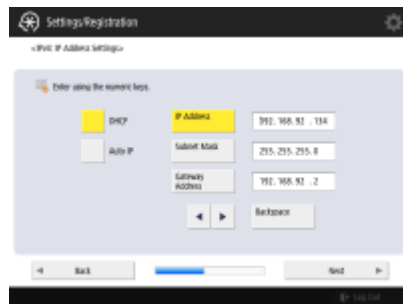 Settings/Registration
<IPv4: IP Address Settings>
Enter using the numeric keys.
DHCP
IP Address
192. 168. 92 . 134
Auto IP
Subnet Mask
255. 255. 255. 0
Gateway
Address
192. 168. 92 . 2
Backspace
Back
Next
Log Out